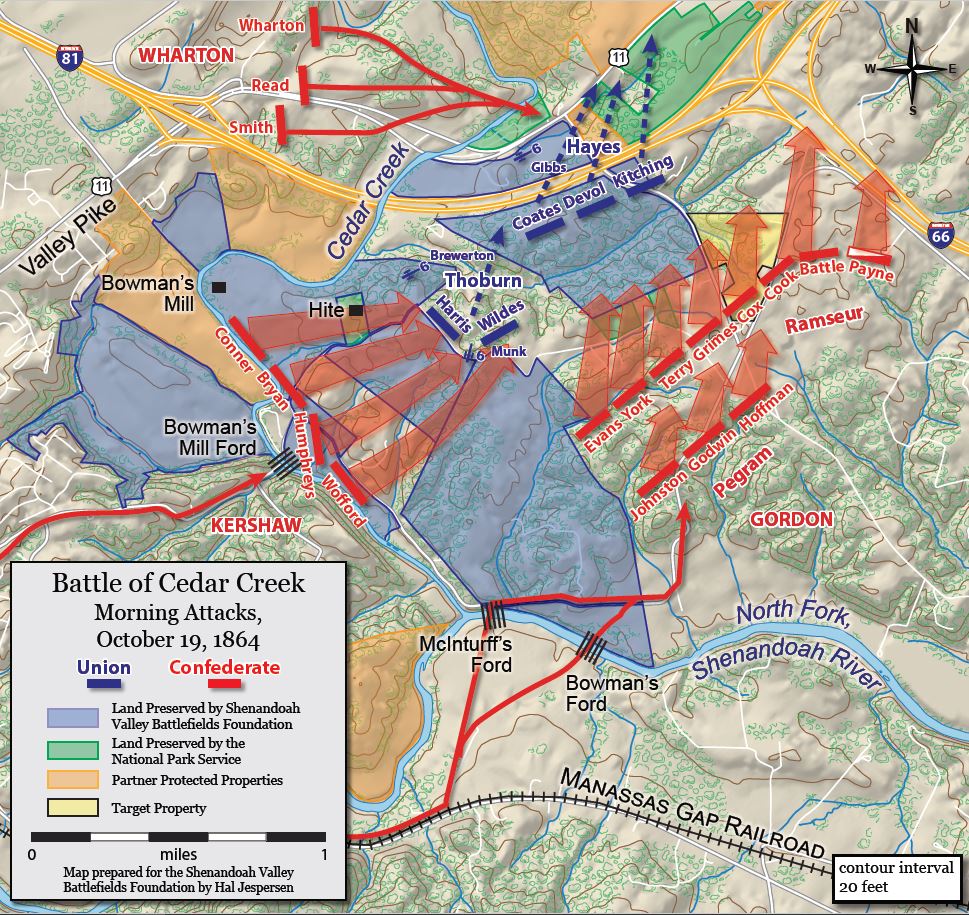 Wharton
WHARTON
81
Read
Smith
11
N
W
E
S
6
Hayes
Gibbs
Cedar Creek
Coates Devol Kitching
11
Valley Pike
66
Brewerton
6
Thoburn
Bowman's
Mill
Hite
Harris
Wildes
6
Munk
Cook Battle Payne
Ramseur
Evans York Terry Grimes Cox
Conner Bryan
Humphreys
Wofford
Bowman's
Mill Ford
Johnston Godwin Hoffman
Pegram
KERSHAW
GORDON
North Fork,
Shenandoah River
McInturff's
Ford
Bowman's
Ford
Manassas Gap Railroad
Battle of Cedar Creek
Morning Attacks,
October 19, 1864
Union Confederate
Land Preserved by Shenandoah
Valley Battlefields Foundation
Land Preserved by the
National Park Service
Partner Protected Properties
Target Property
0 miles 1
Map prepared for the Shenandoah Valley
Battlefields Foundation by Hal Jespersen
contour interval
20 feet